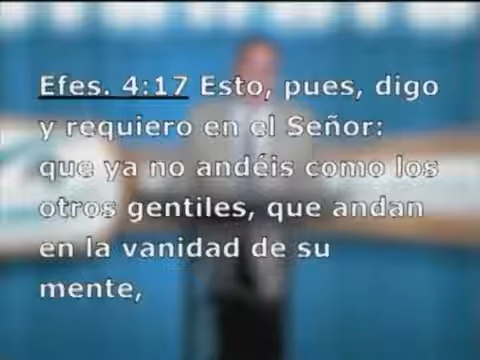 Efes. 4:17 Esto, pues, digo
y requiero en el Señor:
que ya no andéis como los
otros gentiles, que andan
en la vanidad de su
mente,